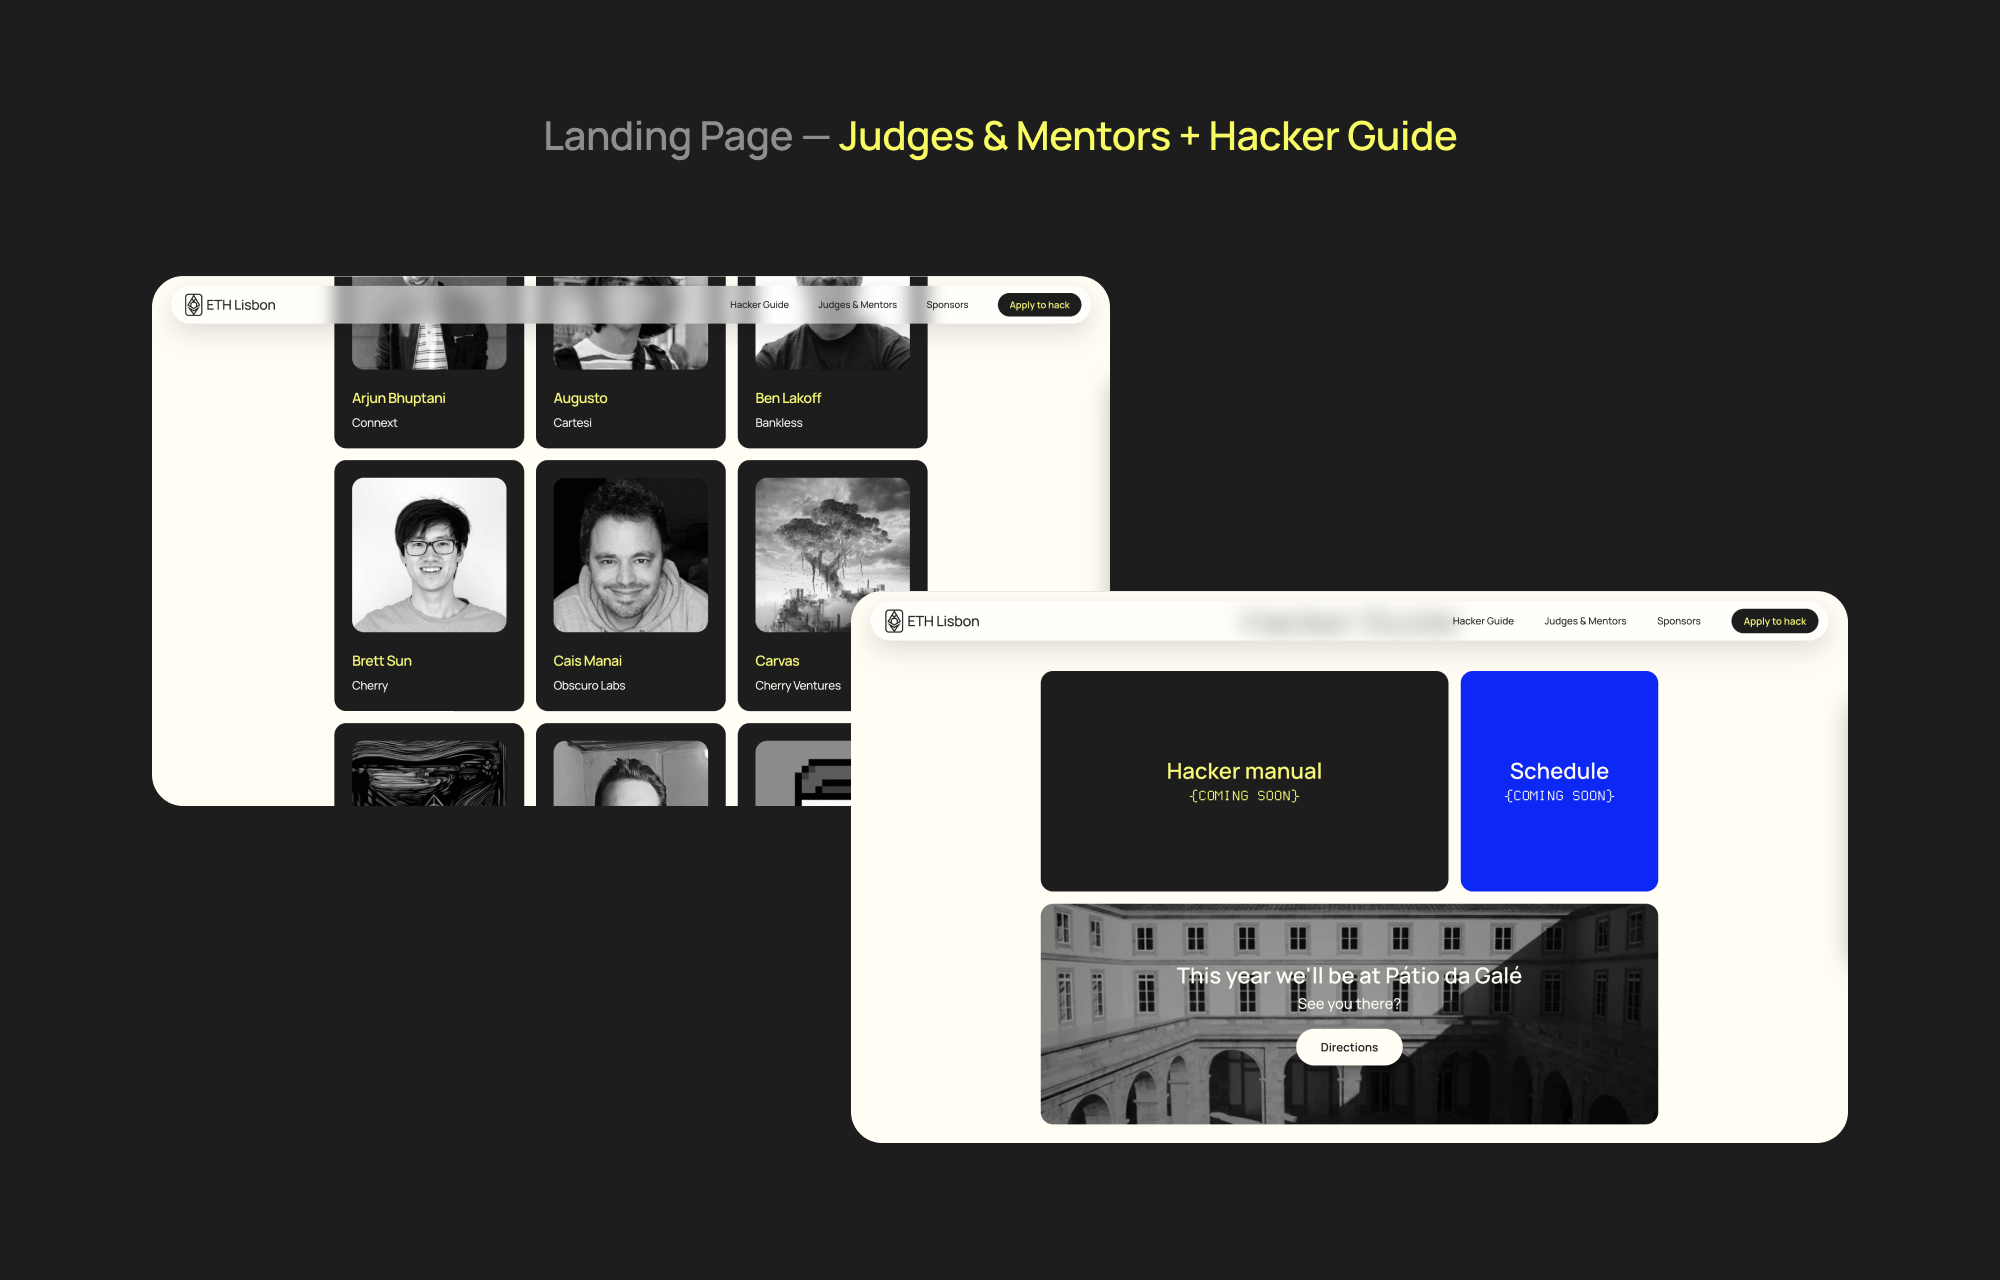 Landing Page — Judges & Mentors + Hacker Guide
ETH Lisbon
Hacker Guide
Judges & Mentors
Sponsors
Apply to hack
Arjun Bhuptani
Connext
Augusto
Cartesi
Ben Lakoff
Bankless
Brett Sun
Cherry
Cais Manai
Obscuro Labs
Carvas
Cherry Ventures
ETH Lisbon
Hacker Guide
Hacker Guide
Judges & Mentors
Sponsors
Apply to hack
Hacker manual
{COMING SOON}
Schedule
{COMING SOON}
This year we'll be at Pátio da Galé
See you there?
Directions